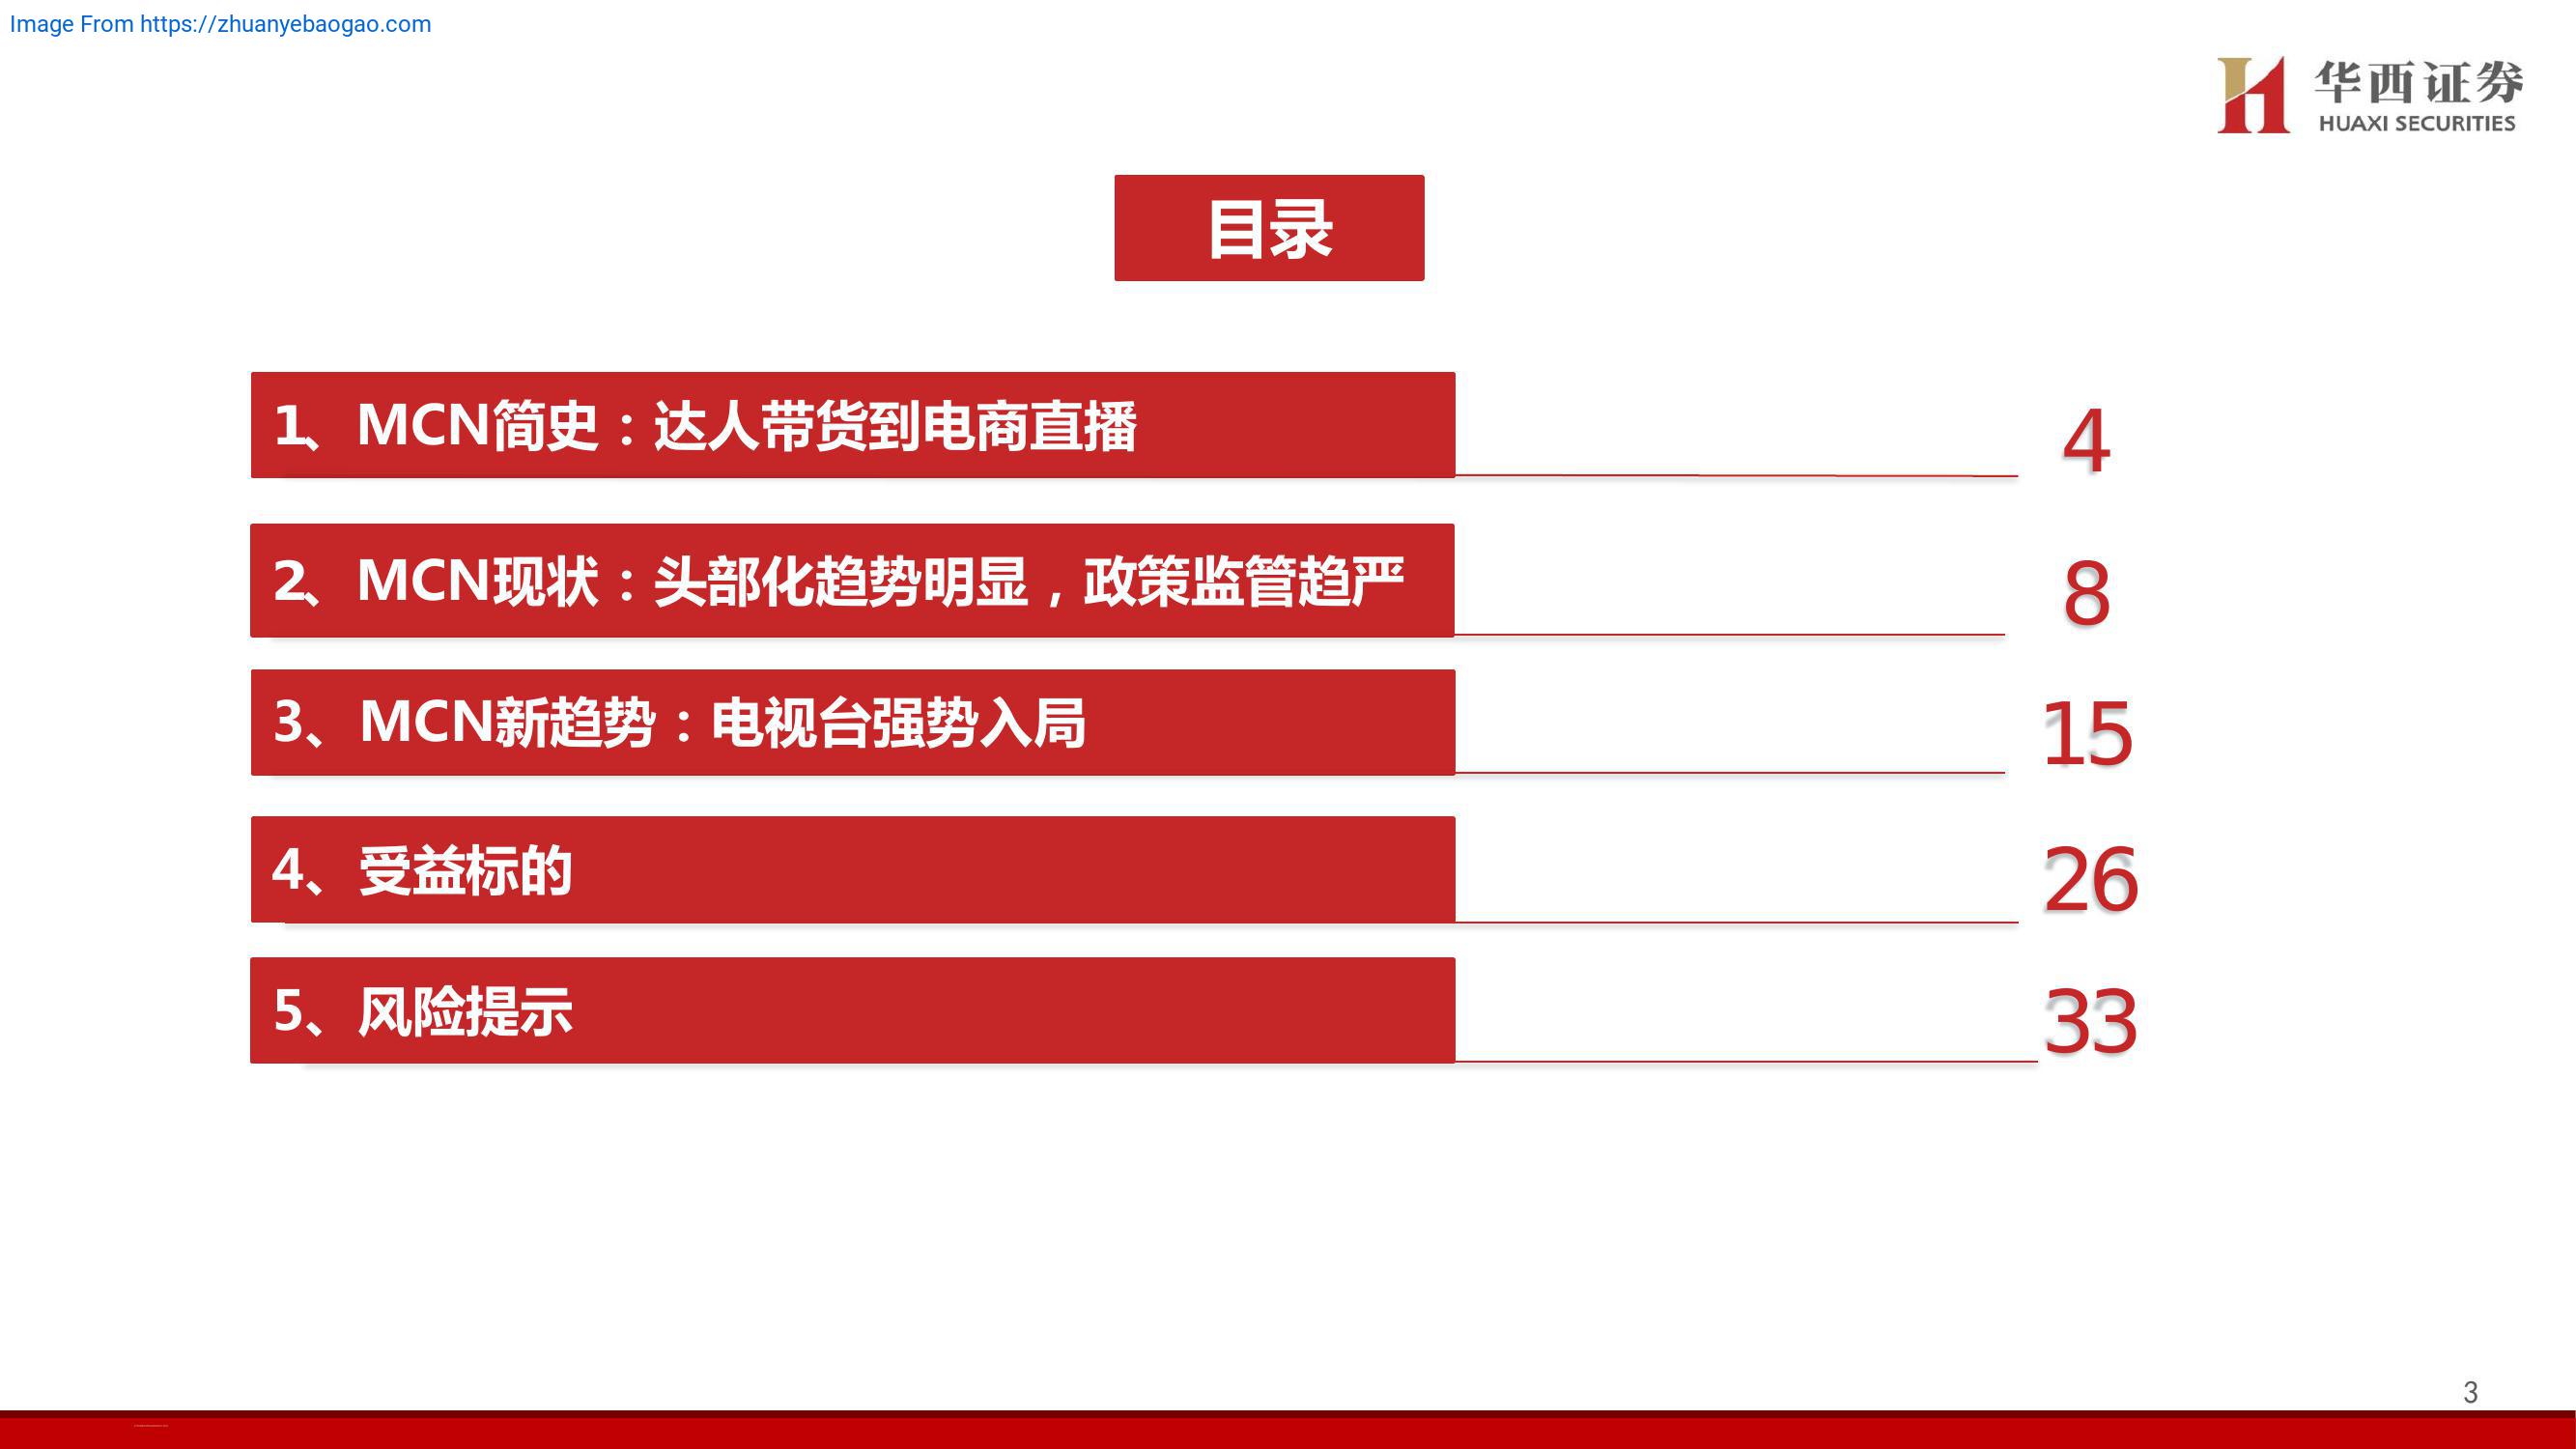 Image From https://zhuanyebaogao.com
华西证券
HUAXI SECURITIES
目录
1、MCN简史：达人带货到电商直播
4
2、MCN现状：头部化趋势明显，政策监管趋严
8
3、MCN新趋势：电视台强势入局
15
4、受益标的
26
5、风险提示
33
3